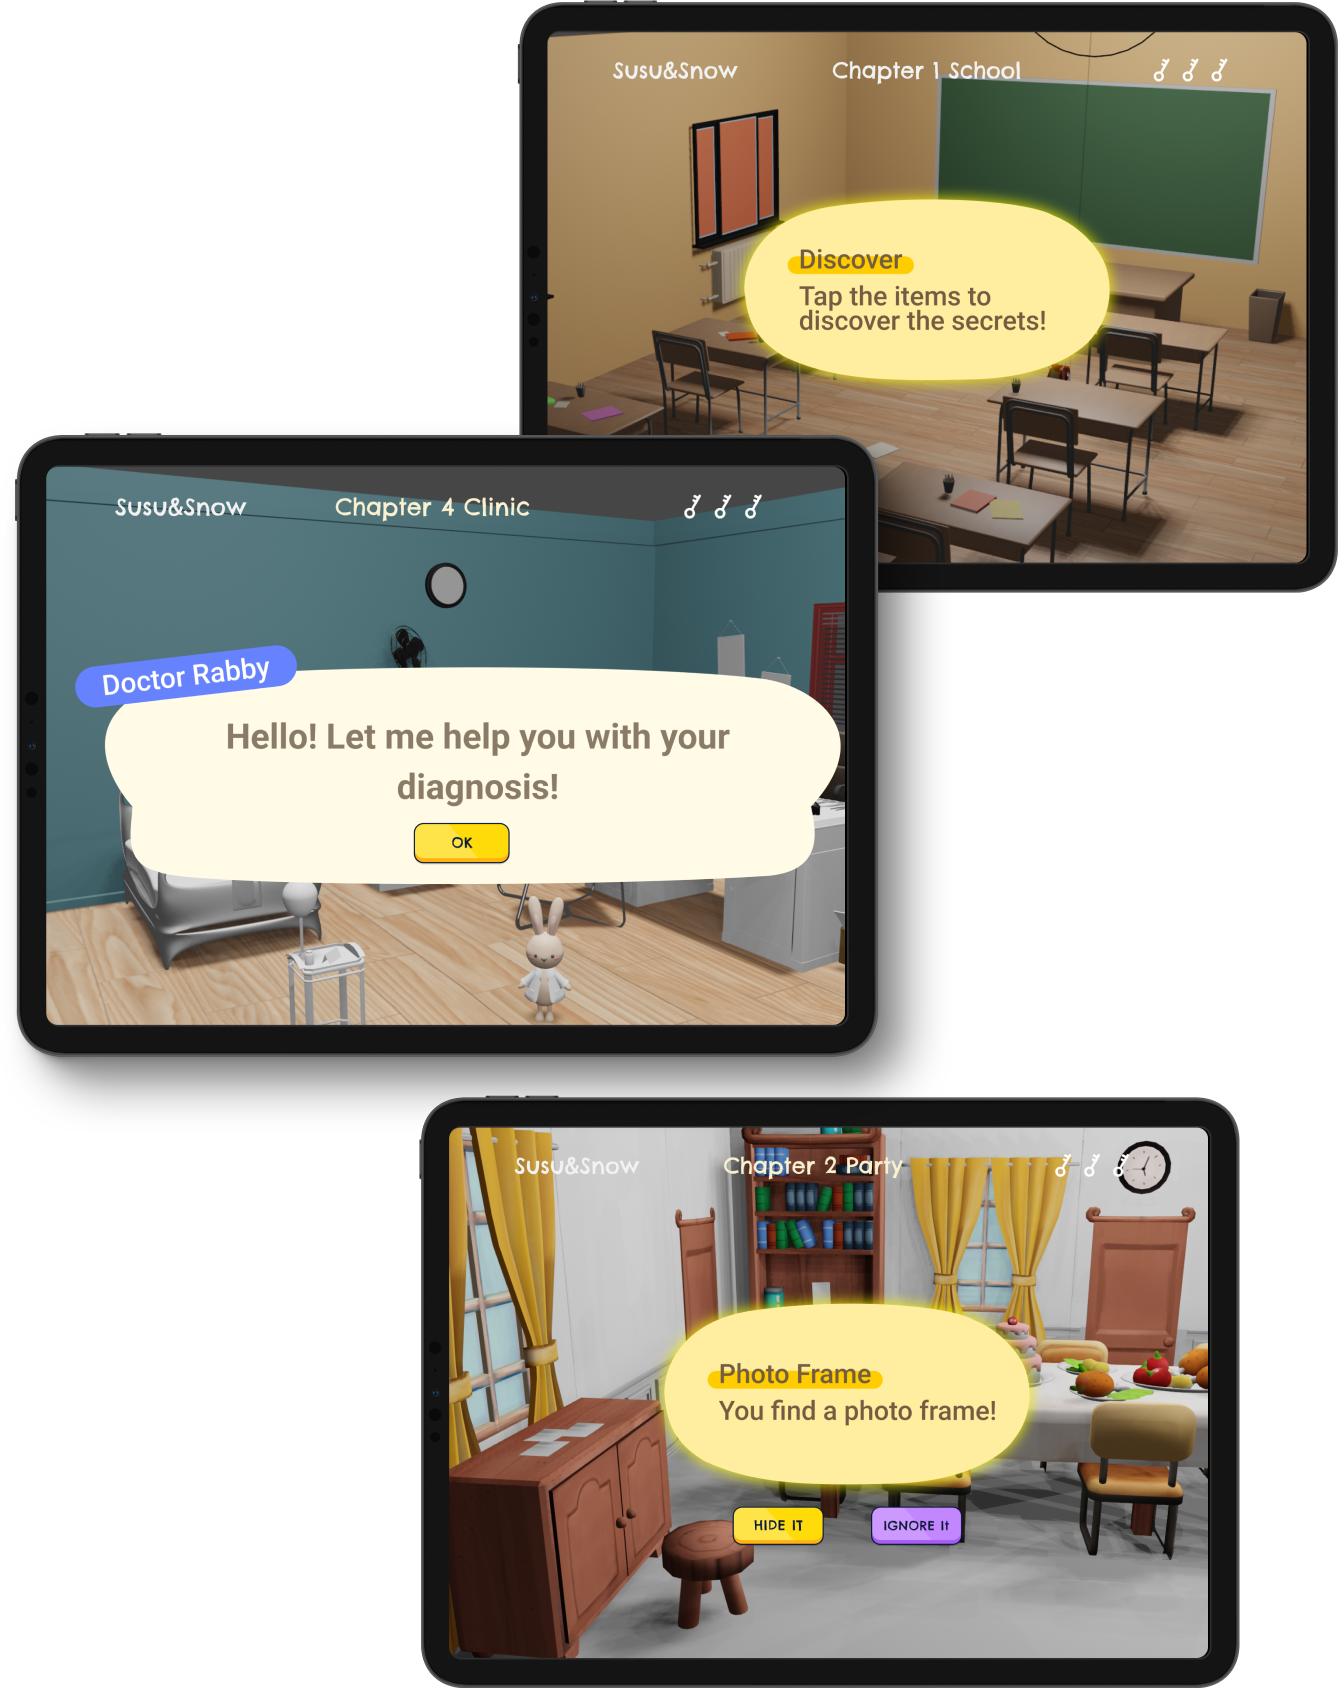 Susu&Snow
Chapter 1 School
Discover
Tap the items to
discover the secrets!
Susu&Snow
Chapter 4 Clinic
Doctor Rabby
Hello! Let me help you with your
diagnosis!
OK
Susu&Snow
Chapter 2 Party
Photo Frame
You find a photo frame!
HIDE IT
IGNORE It